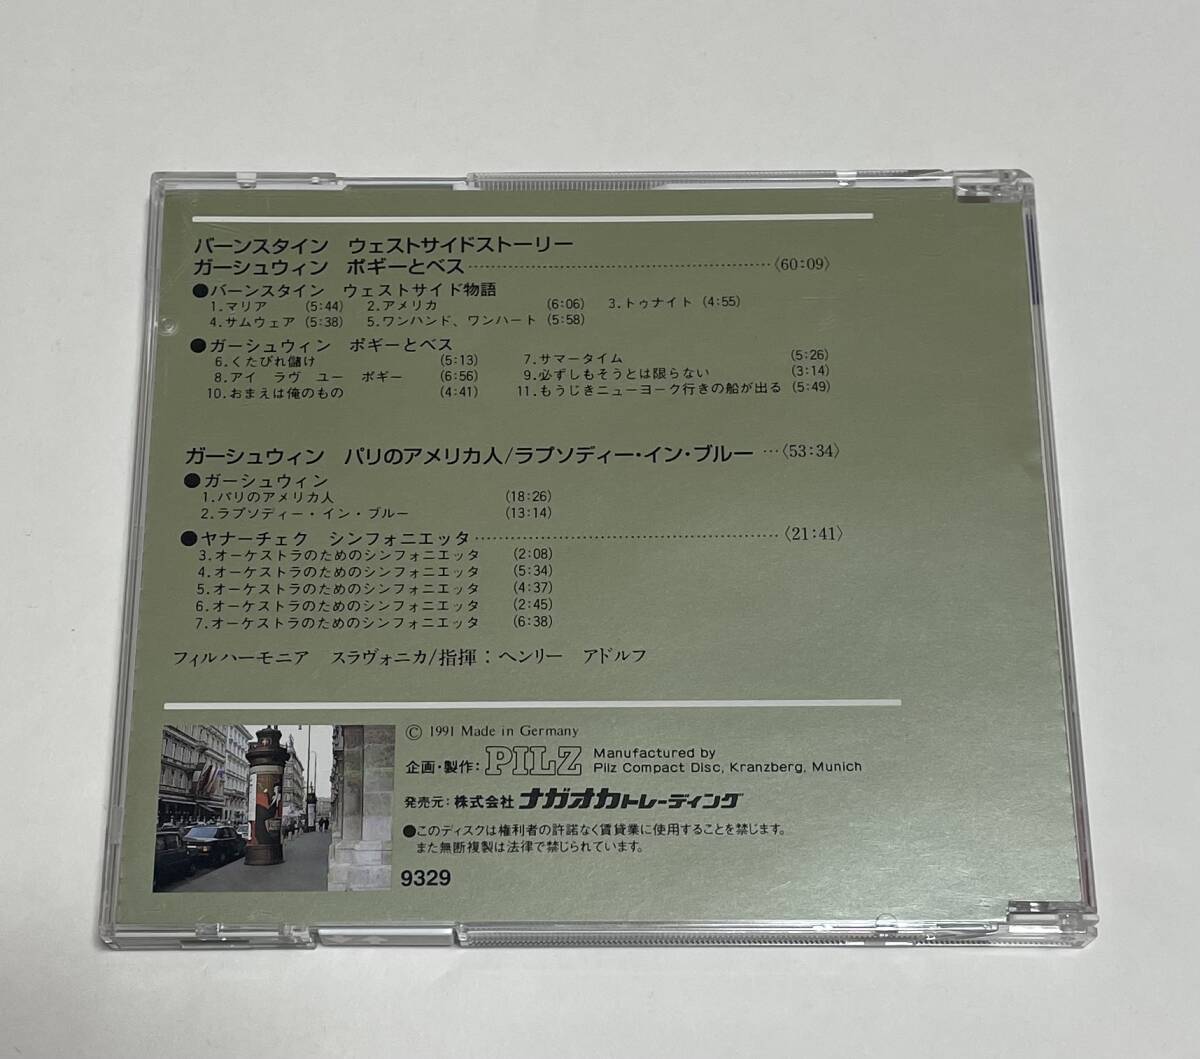 バーンスタイン　ウェストサイドストーリー
ガーシュウィン　ポギーとベス〈60:09〉
●バーンスタイン　ウェストサイド物語
1.マリア (5:44) 2.アメリカ (6:06) 3.トゥナイト (4:55)
4.サムウェア (5:38) 5.ワンハンド、ワンハート (5:58)
●ガーシュウィン　ポギーとベス
6.くたびれ儲け (5:13) 7.サマータイム (5:26)
8.アイ　ラヴ　ユー　ポギー (6:56) 9.必ずしもそうとは限らない (3:14)
10.おまえは俺のもの (4:41) 11.もうじきニューヨーク行きの船が出る (5:49)
ガーシュウィン　パリのアメリカ人/ラプソディー・イン・ブルー …〈53:34〉
●ガーシュウィン
1.パリのアメリカ人 (18:26)
2.ラプソディー・イン・ブルー (13:14)
●ヤナーチェク　シンフォニエッタ〈21:41〉
3.オーケストラのためのシンフォニエッタ (2:08)
4.オーケストラのためのシンフォニエッタ (5:34)
5.オーケストラのためのシンフォニエッタ (4:37)
6.オーケストラのためのシンフォニエッタ (2:45)
7.オーケストラのためのシンフォニエッタ (6:38)
フィルハーモニア　スラヴォニカ/指揮：ヘンリー　アドルフ
© 1991 Made in Germany
企画・製作：PILZ Manufactured by
Pilz Compact Disc, Kranzberg, Munich
発売元：株式会社ナガオカトレーディング
●このディスクは権利者の許諾なく賃貸業に使用することを禁じます。
また無断複製は法律で禁じられています。
9329